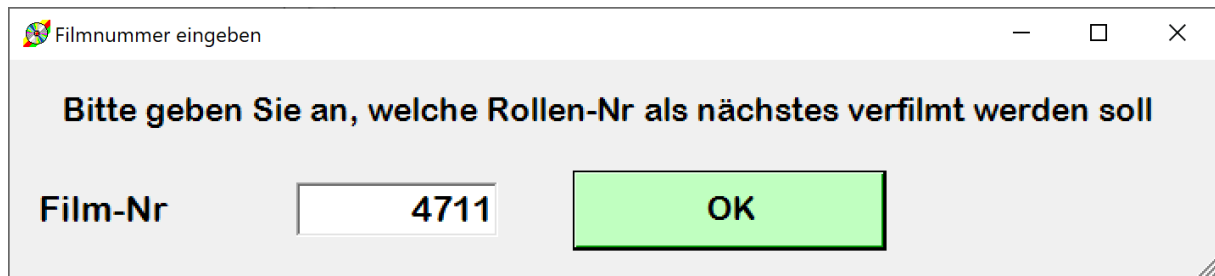 Filmnummer eingeben
Bitte geben Sie an, welche Rollen-Nr als nächstes verfilmt werden soll
Film-Nr 4711 OK